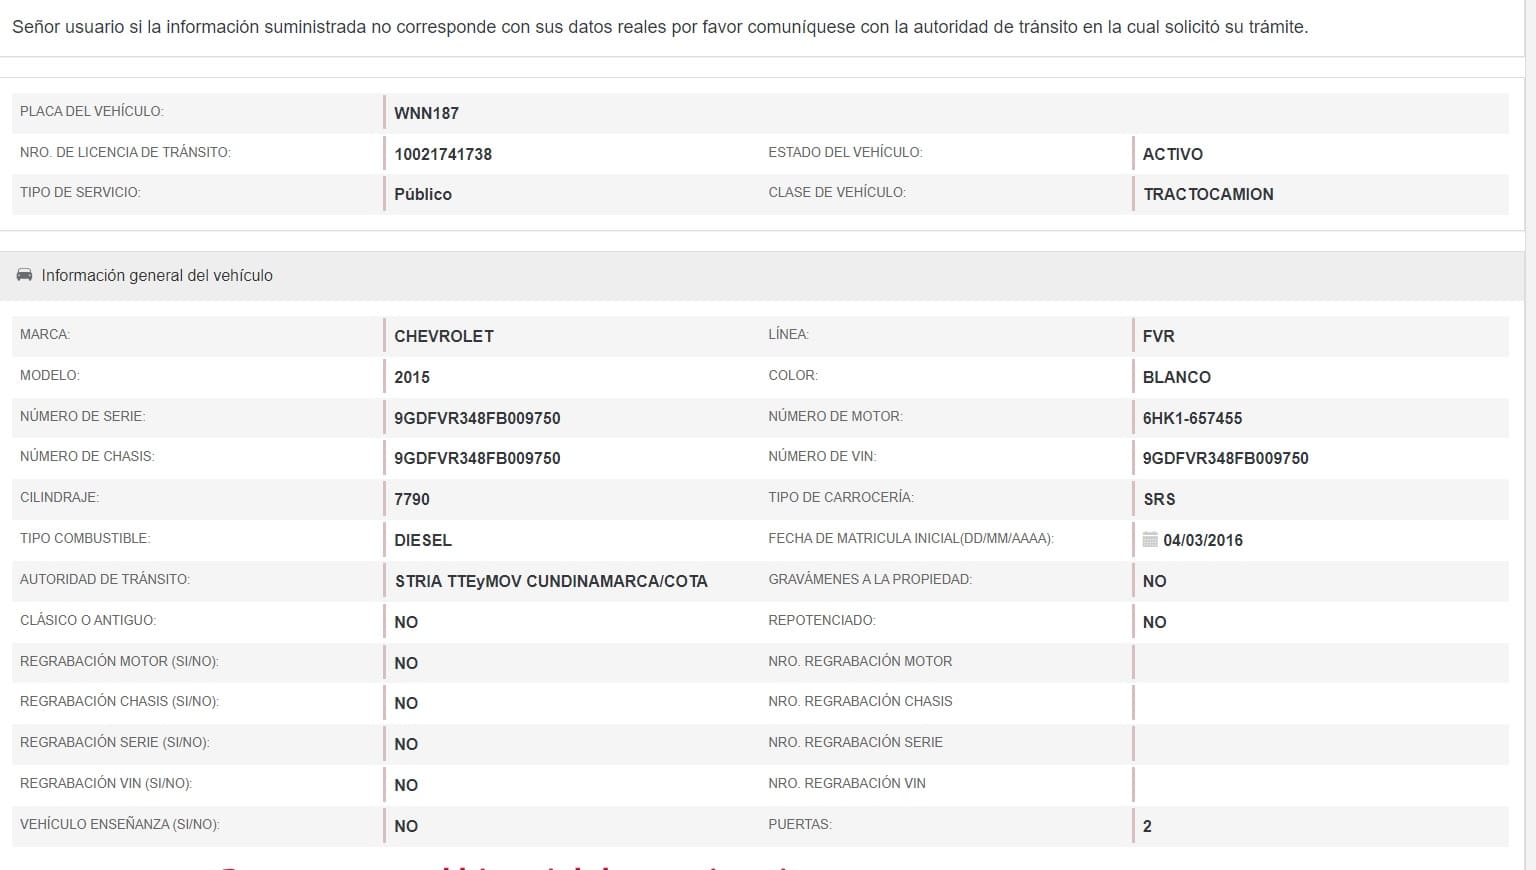 Señor usuario si la información suministrada no corresponde con sus datos reales por favor comuníquese con la autoridad de tránsito en la cual solicitó su trámite.
PLACA DEL VEHÍCULO: WNN187
NRO. DE LICENCIA DE TRÁNSITO: 10021741738 ESTADO DEL VEHÍCULO: ACTIVO
TIPO DE SERVICIO: Público CLASE DE VEHÍCULO: TRACTOCAMION
Información general del vehículo
MARCA: CHEVROLET LÍNEA: FVR
MODELO: 2015 COLOR: BLANCO
NÚMERO DE SERIE: 9GDFVR348FB009750 NÚMERO DE MOTOR: 6HK1-657455
NÚMERO DE CHASIS: 9GDFVR348FB009750 NÚMERO DE VIN: 9GDFVR348FB009750
CILINDRAJE: 7790 TIPO DE CARROCERÍA: SRS
TIPO COMBUSTIBLE: DIESEL FECHA DE MATRICULA INICIAL(DD/MM/AAAA): 04/03/2016
AUTORIDAD DE TRÁNSITO: STRIA TTEyMOV CUNDINAMARCA/COTA GRAVÁMENES A LA PROPIEDAD: NO
CLÁSICO O ANTIGUO: NO REPOTENCIADO: NO
REGRABACIÓN MOTOR (SI/NO): NO NRO. REGRABACIÓN MOTOR
REGRABACIÓN CHASIS (SI/NO): NO NRO. REGRABACIÓN CHASIS
REGRABACIÓN SERIE (SI/NO): NO NRO. REGRABACIÓN SERIE
REGRABACIÓN VIN (SI/NO): NO NRO. REGRABACIÓN VIN
VEHÍCULO ENSEÑANZA (SI/NO): NO PUERTAS: 2